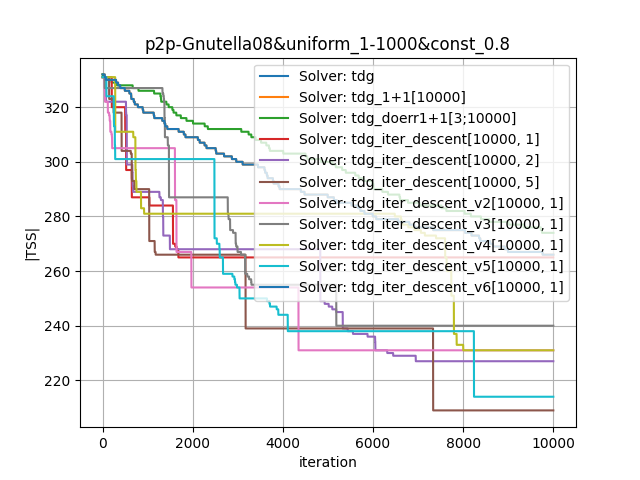 p2p-Gnutella08&uniform_1-1000&const_0.8
|TSS|
320
300
280
260
240
220
0
2000
4000
6000
8000
10000
iteration
Solver: tdg
Solver: tdg_1+1[10000]
Solver: tdg_doerr1+1[3;10000]
Solver: tdg_iter_descent[10000, 1]
Solver: tdg_iter_descent[10000, 2]
Solver: tdg_iter_descent[10000, 5]
Solver: tdg_iter_descent_v2[10000, 1]
Solver: tdg_iter_descent_v3[10000, 1]
Solver: tdg_iter_descent_v4[10000, 1]
Solver: tdg_iter_descent_v5[10000, 1]
Solver: tdg_iter_descent_v6[10000, 1]